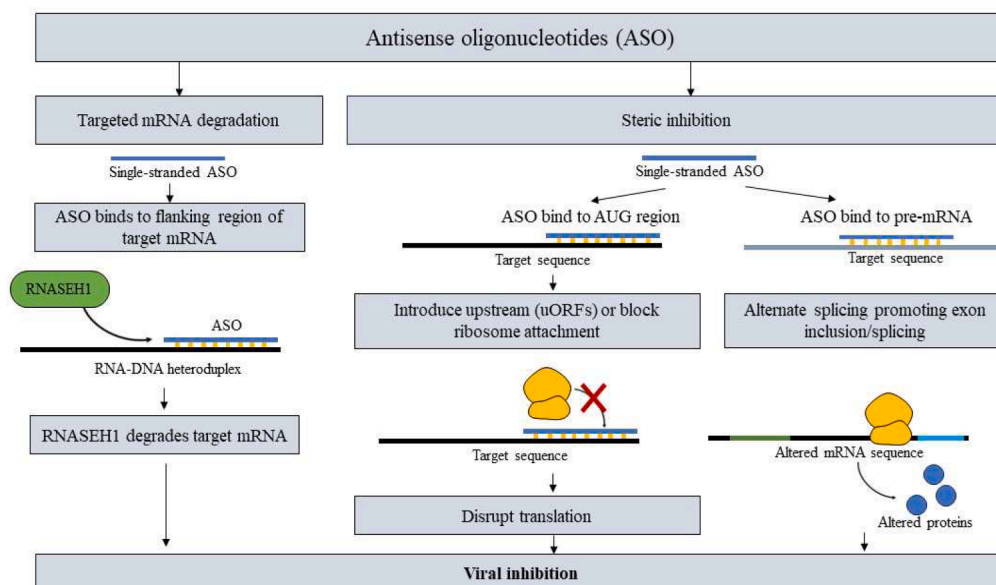 Antisense oligonucleotides (ASO)
Targeted mRNA degradation
Single-stranded ASO
ASO binds to flanking region of
target mRNA
RNASEH1
ASO
RNA-DNA heteroduplex
RNASEH1 degrades target mRNA
Steric inhibition
Single-stranded ASO
ASO bind to AUG region
Target sequence
Introduce upstream (uORFs) or block
ribosome attachment
Target sequence
Disrupt translation
ASO bind to pre-mRNA
Target sequence
Alternate splicing promoting exon
inclusion/splicing
Altered mRNA sequence
Altered proteins
Viral inhibition